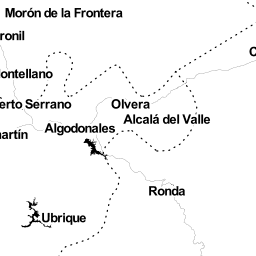 Morón de la Frontera
ronil
ontellano
erto Serrano
Olvera
Alcalá del Valle
Algodonales
martín
Ronda
Ubrique